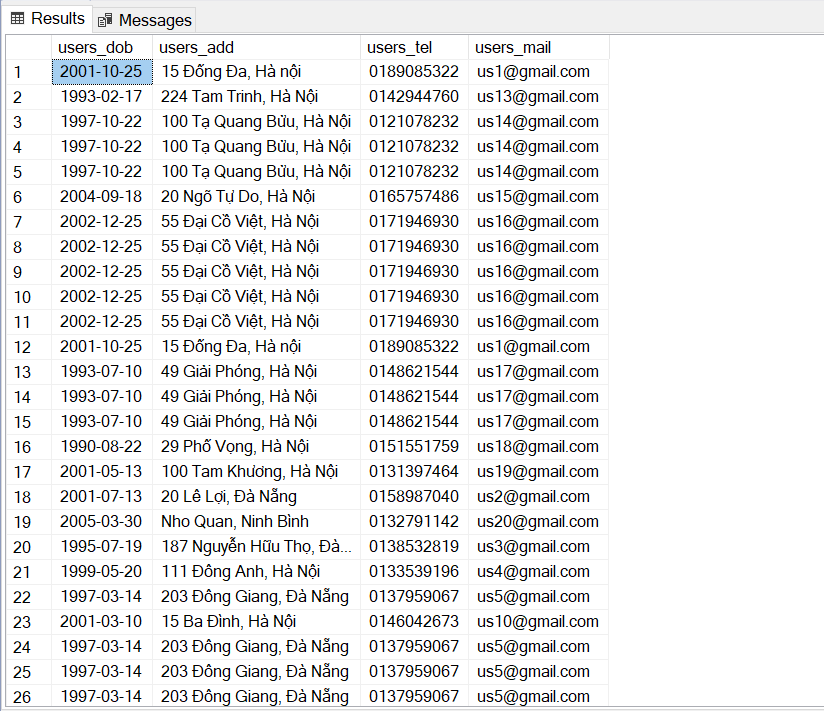 Results Messages
users_dob users_add users_tel users_mail
1 2001-10-25 15 Đống Đa, Hà nội 0189085322 us1@gmail.com
2 1993-02-17 224 Tam Trinh, Hà Nội 0142944760 us13@gmail.com
3 1997-10-22 100 Tạ Quang Bửu, Hà Nội 0121078232 us14@gmail.com
4 1997-10-22 100 Tạ Quang Bửu, Hà Nội 0121078232 us14@gmail.com
5 1997-10-22 100 Tạ Quang Bửu, Hà Nội 0121078232 us14@gmail.com
6 2004-09-18 20 Ngõ Tự Do, Hà Nội 0165757486 us15@gmail.com
7 2002-12-25 55 Đại Cồ Việt, Hà Nội 0171946930 us16@gmail.com
8 2002-12-25 55 Đại Cồ Việt, Hà Nội 0171946930 us16@gmail.com
9 2002-12-25 55 Đại Cồ Việt, Hà Nội 0171946930 us16@gmail.com
10 2002-12-25 55 Đại Cồ Việt, Hà Nội 0171946930 us16@gmail.com
11 2002-12-25 55 Đại Cồ Việt, Hà Nội 0171946930 us16@gmail.com
12 2001-10-25 15 Đống Đa, Hà nội 0189085322 us1@gmail.com
13 1993-07-10 49 Giải Phóng, Hà Nội 0148621544 us17@gmail.com
14 1993-07-10 49 Giải Phóng, Hà Nội 0148621544 us17@gmail.com
15 1993-07-10 49 Giải Phóng, Hà Nội 0148621544 us17@gmail.com
16 1990-08-22 29 Phố Vọng, Hà Nội 0151551759 us18@gmail.com
17 2001-05-13 100 Tam Khương, Hà Nội 0131397464 us19@gmail.com
18 2001-07-13 20 Lê Lợi, Đà Nẵng 0158987040 us2@gmail.com
19 2005-03-30 Nho Quan, Ninh Bình 0132791142 us20@gmail.com
20 1995-07-19 187 Nguyễn Hữu Thọ, Đà... 0138532819 us3@gmail.com
21 1999-05-20 111 Đông Anh, Hà Nội 0133539196 us4@gmail.com
22 1997-03-14 203 Đông Giang, Đà Nẵng 0137959067 us5@gmail.com
23 2001-03-10 15 Ba Đình, Hà Nội 0146042673 us10@gmail.com
24 1997-03-14 203 Đông Giang, Đà Nẵng 0137959067 us5@gmail.com
25 1997-03-14 203 Đông Giang, Đà Nẵng 0137959067 us5@gmail.com
26 1997-03-14 203 Đông Giang, Đà Nẵng 0137959067 us5@gmail.com